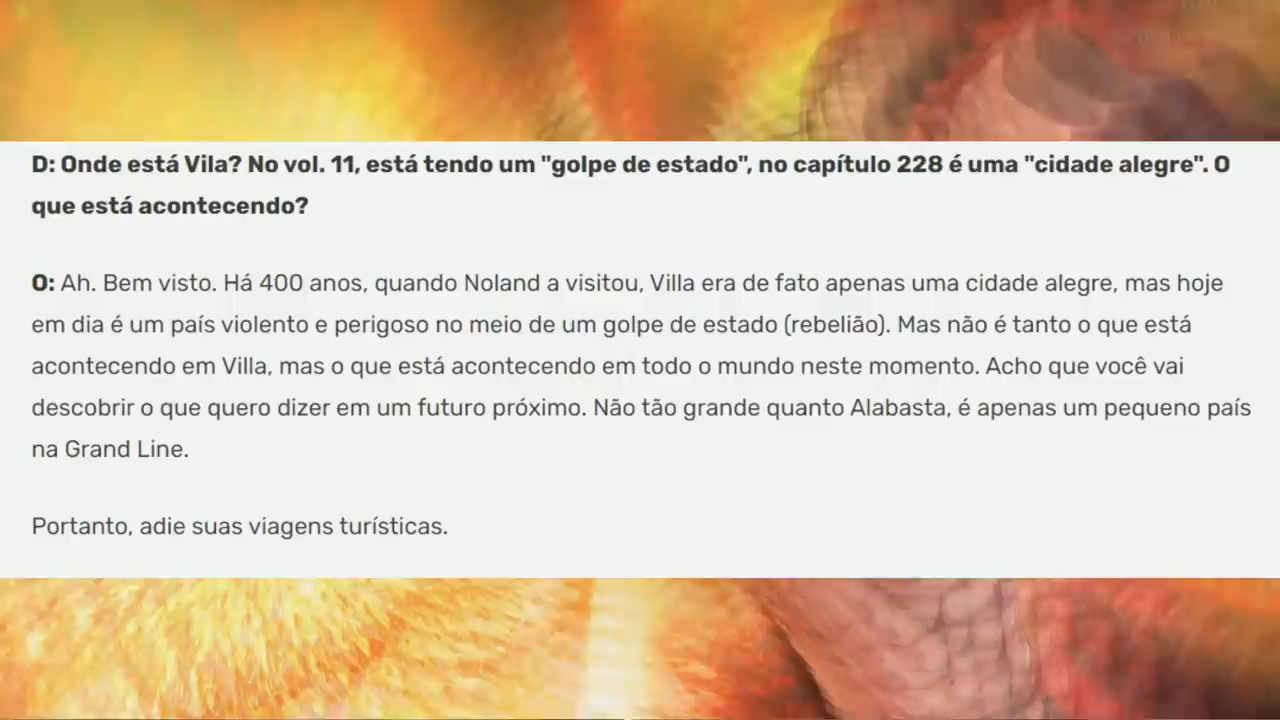 D: Onde está Vila? No vol. 11, está tendo um "golpe de estado", no capítulo 228 é uma "cidade alegre". O
que está acontecendo?
O: Ah. Bem visto. Há 400 anos, quando Noland a visitou, Villa era de fato apenas uma cidade alegre, mas hoje
em dia é um país violento e perigoso no meio de um golpe de estado (rebelião). Mas não é tanto o que está
acontecendo em Villa, mas o que está acontecendo em todo o mundo neste momento. Acho que você vai
descobrir o que quero dizer em um futuro próximo. Não tão grande quanto Alabasta, é apenas um pequeno país
na Grand Line.
Portanto, adie suas viagens turísticas.